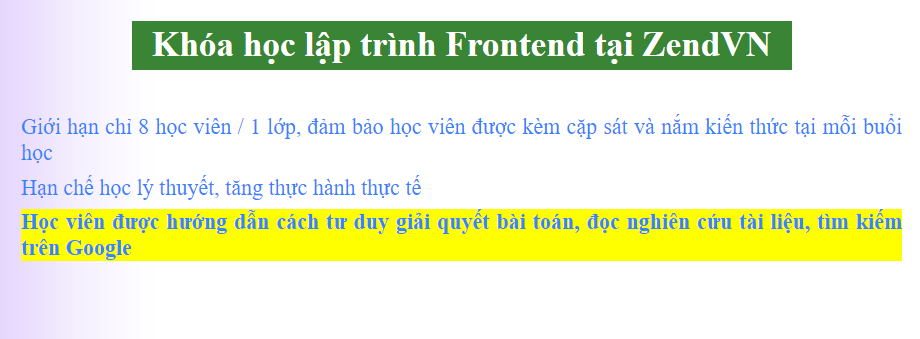 Khóa học lập trình Frontend tại ZendVN
Giới hạn chỉ 8 học viên / 1 lớp, đảm bảo học viên được kèm cặp sát và nắm kiến thức tại mỗi buổi
học
Hạn chế học lý thuyết, tăng thực hành thực tế
Học viên được hướng dẫn cách tư duy giải quyết bài toán, đọc nghiên cứu tài liệu, tìm kiếm
trên Google